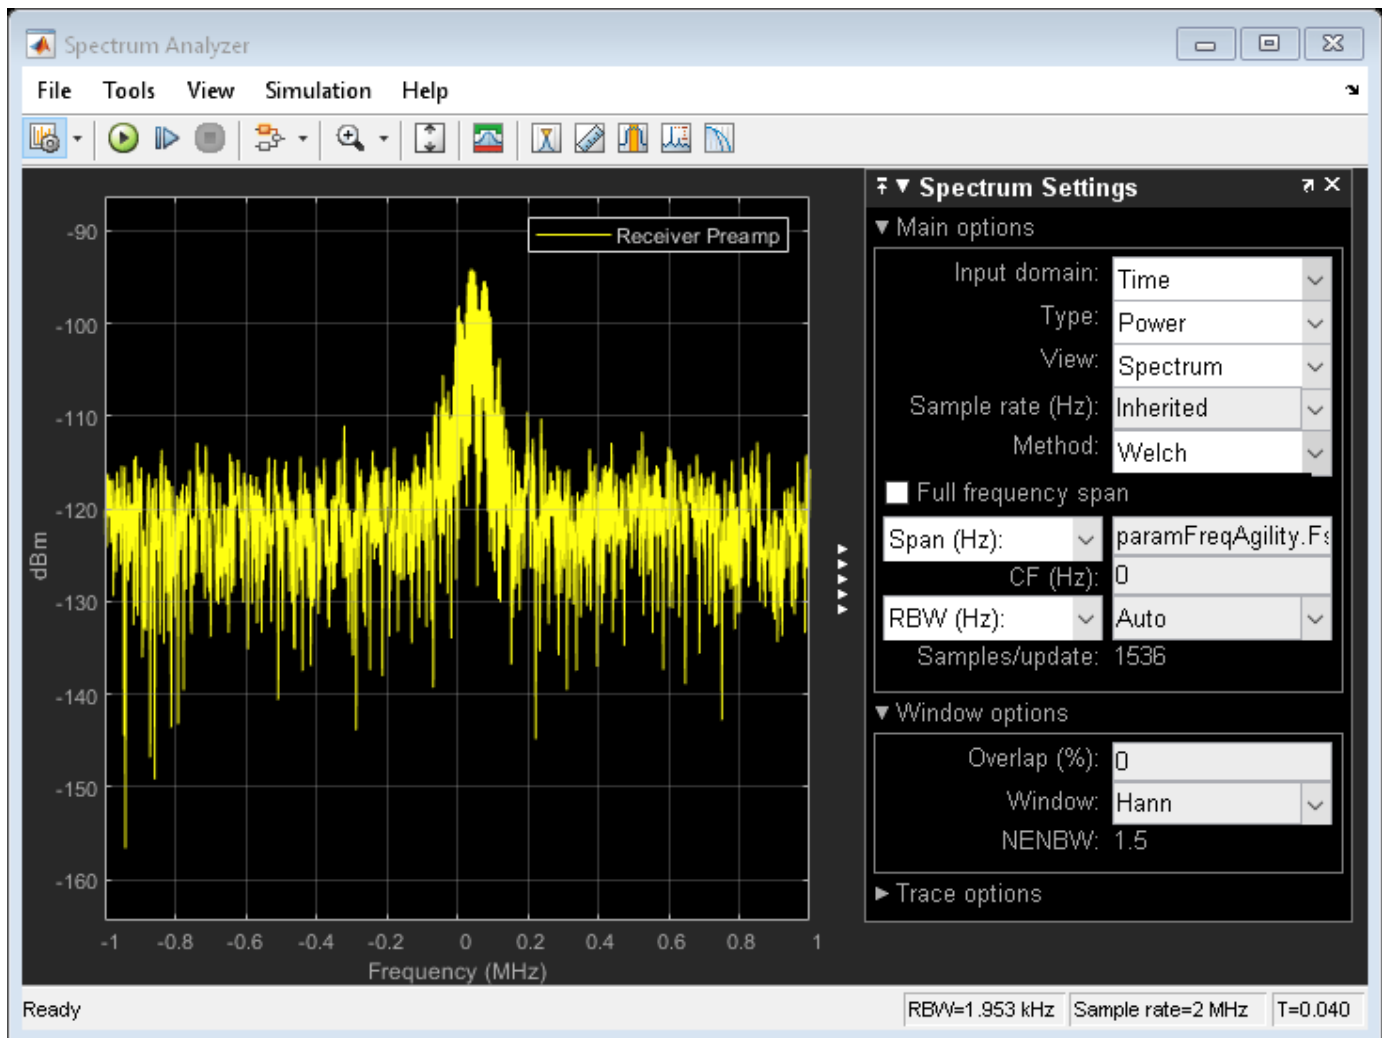 Spectrum Analyzer
File Tools View Simulation Help
-90
-100
-110
-120
-130
-140
-150
-160
dBm
Receiver Preamp
-1 -0.8 -0.6 -0.4 -0.2 0 0.2 0.4 0.6 0.8 1
Frequency (MHz)
Spectrum Settings
Main options
Input domain: Time
Type: Power
View: Spectrum
Sample rate (Hz): Inherited
Method: Welch
Full frequency span
Span (Hz): paramFreqAgility.Fs
CF (Hz): 0
RBW (Hz): Auto
Samples/update: 1536
Window options
Overlap (%): 0
Window: Hann
NENBW: 1.5
Trace options
Ready RBW=1.953 kHz Sample rate=2 MHz T=0.040